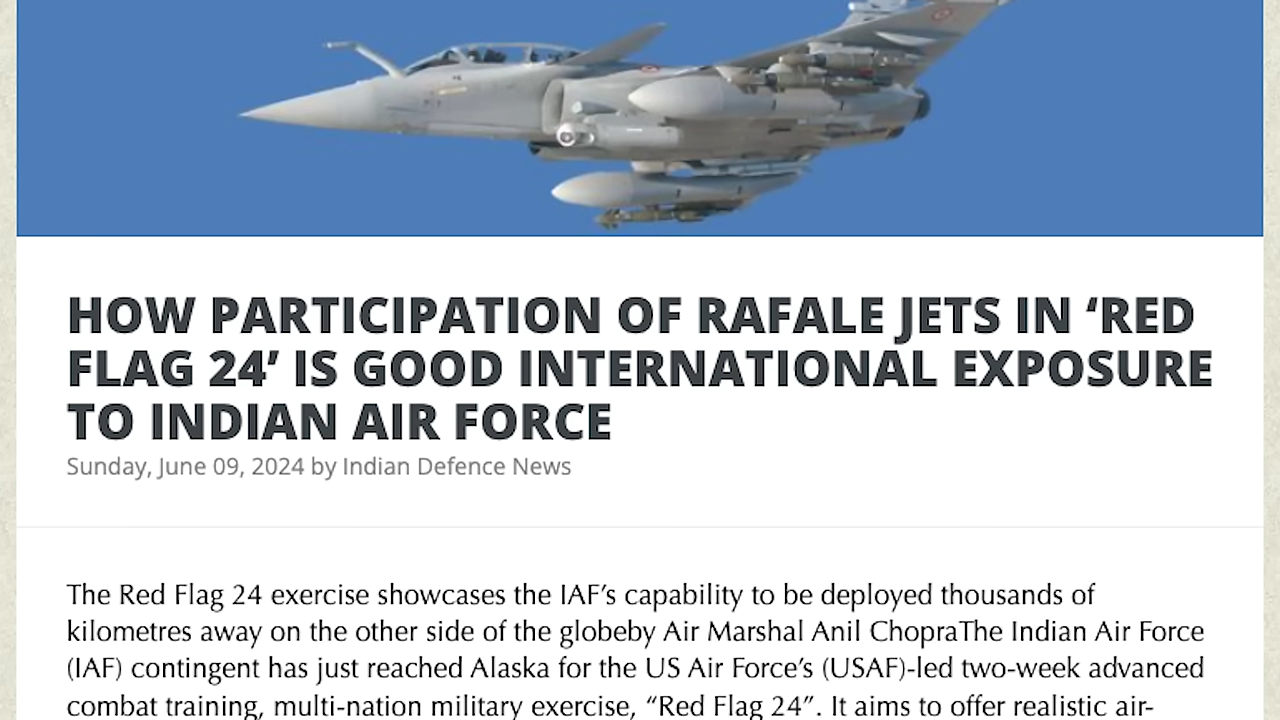 HOW PARTICIPATION OF RAFALE JETS IN ‘RED
FLAG 24’ IS GOOD INTERNATIONAL EXPOSURE
TO INDIAN AIR FORCE
Sunday, June 09, 2024 by Indian Defence News
The Red Flag 24 exercise showcases the IAF’s capability to be deployed thousands of
kilometres away on the other side of the globeby Air Marshal Anil ChopraThe Indian Air Force
(IAF) contingent has just reached Alaska for the US Air Force’s (USAF)-led two-week advanced
combat training, multi-nation military exercise, “Red Flag 24”. It aims to offer realistic air-